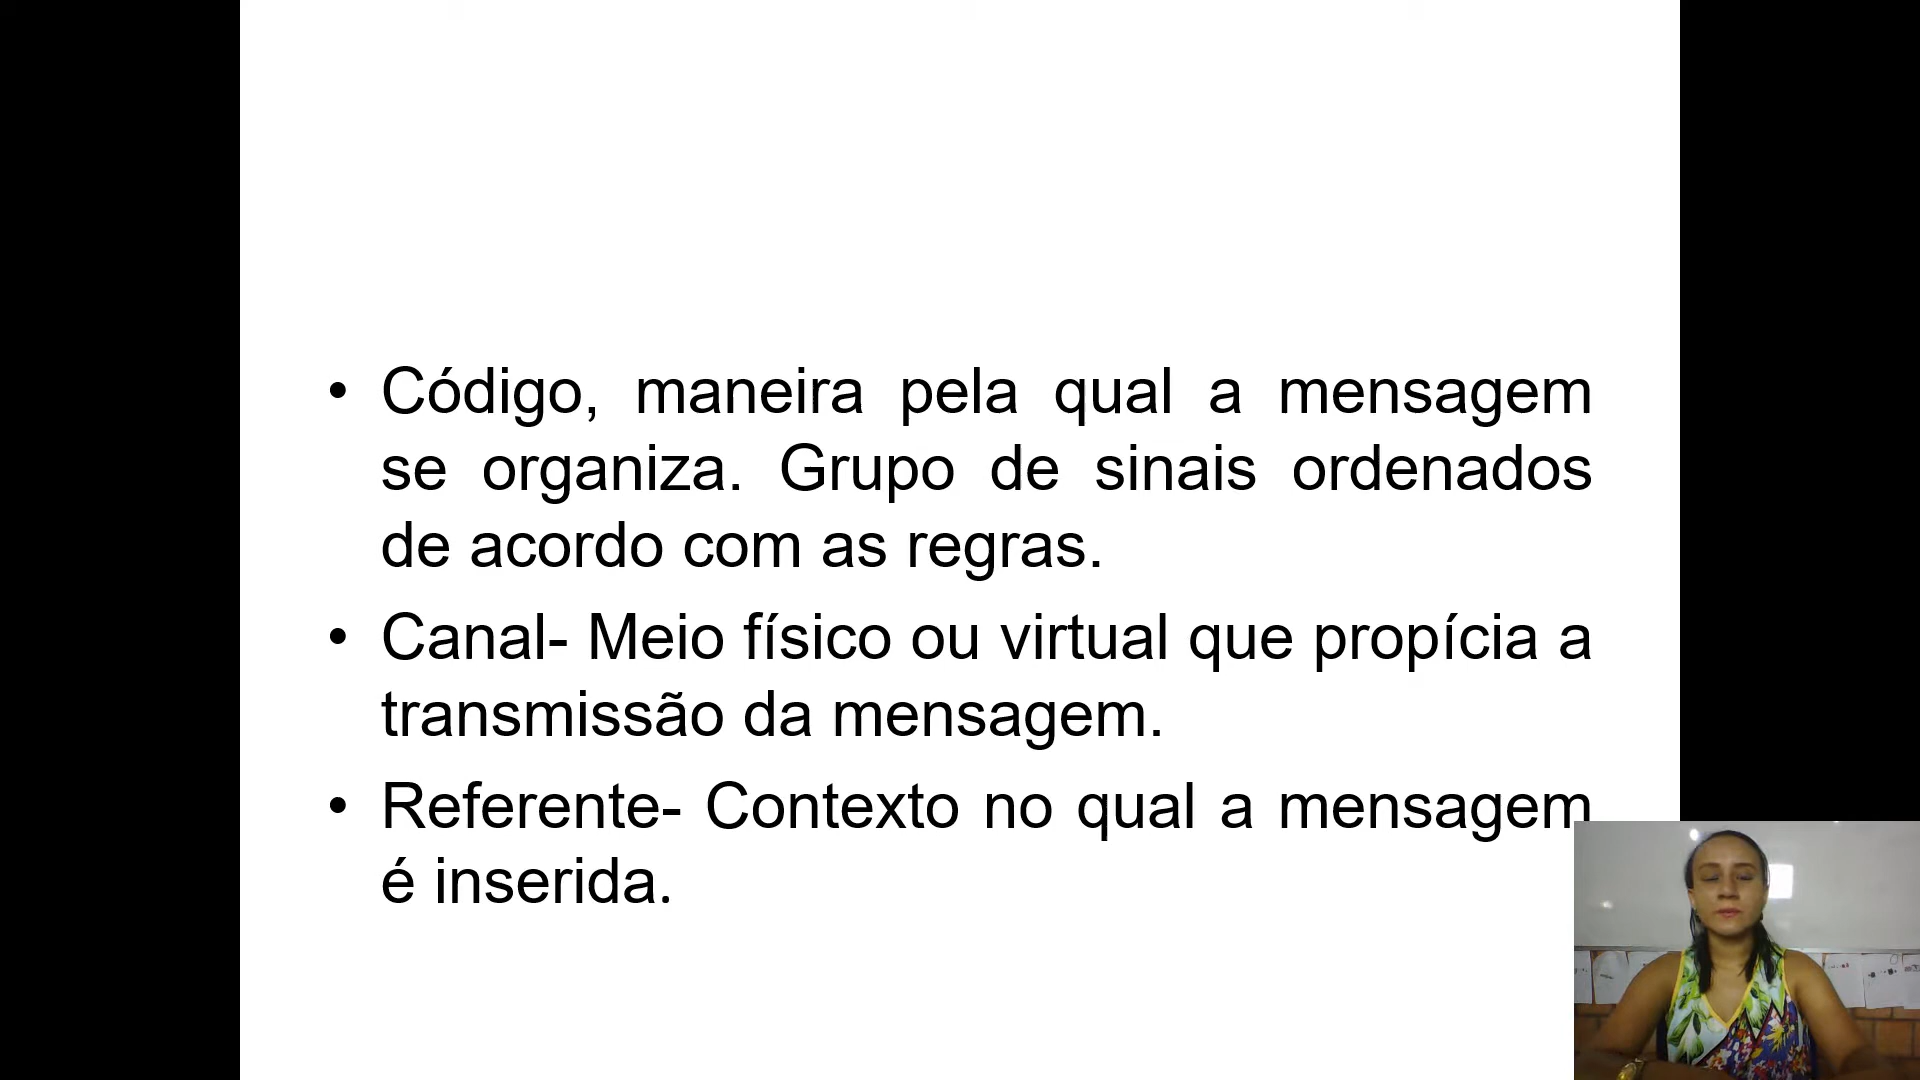 • Código, maneira pela qual a mensagem
se organiza. Grupo de sinais ordenados
de acordo com as regras.
• Canal- Meio físico ou virtual que propícia a
transmissão da mensagem.
• Referente- Contexto no qual a mensagem
é inserida.